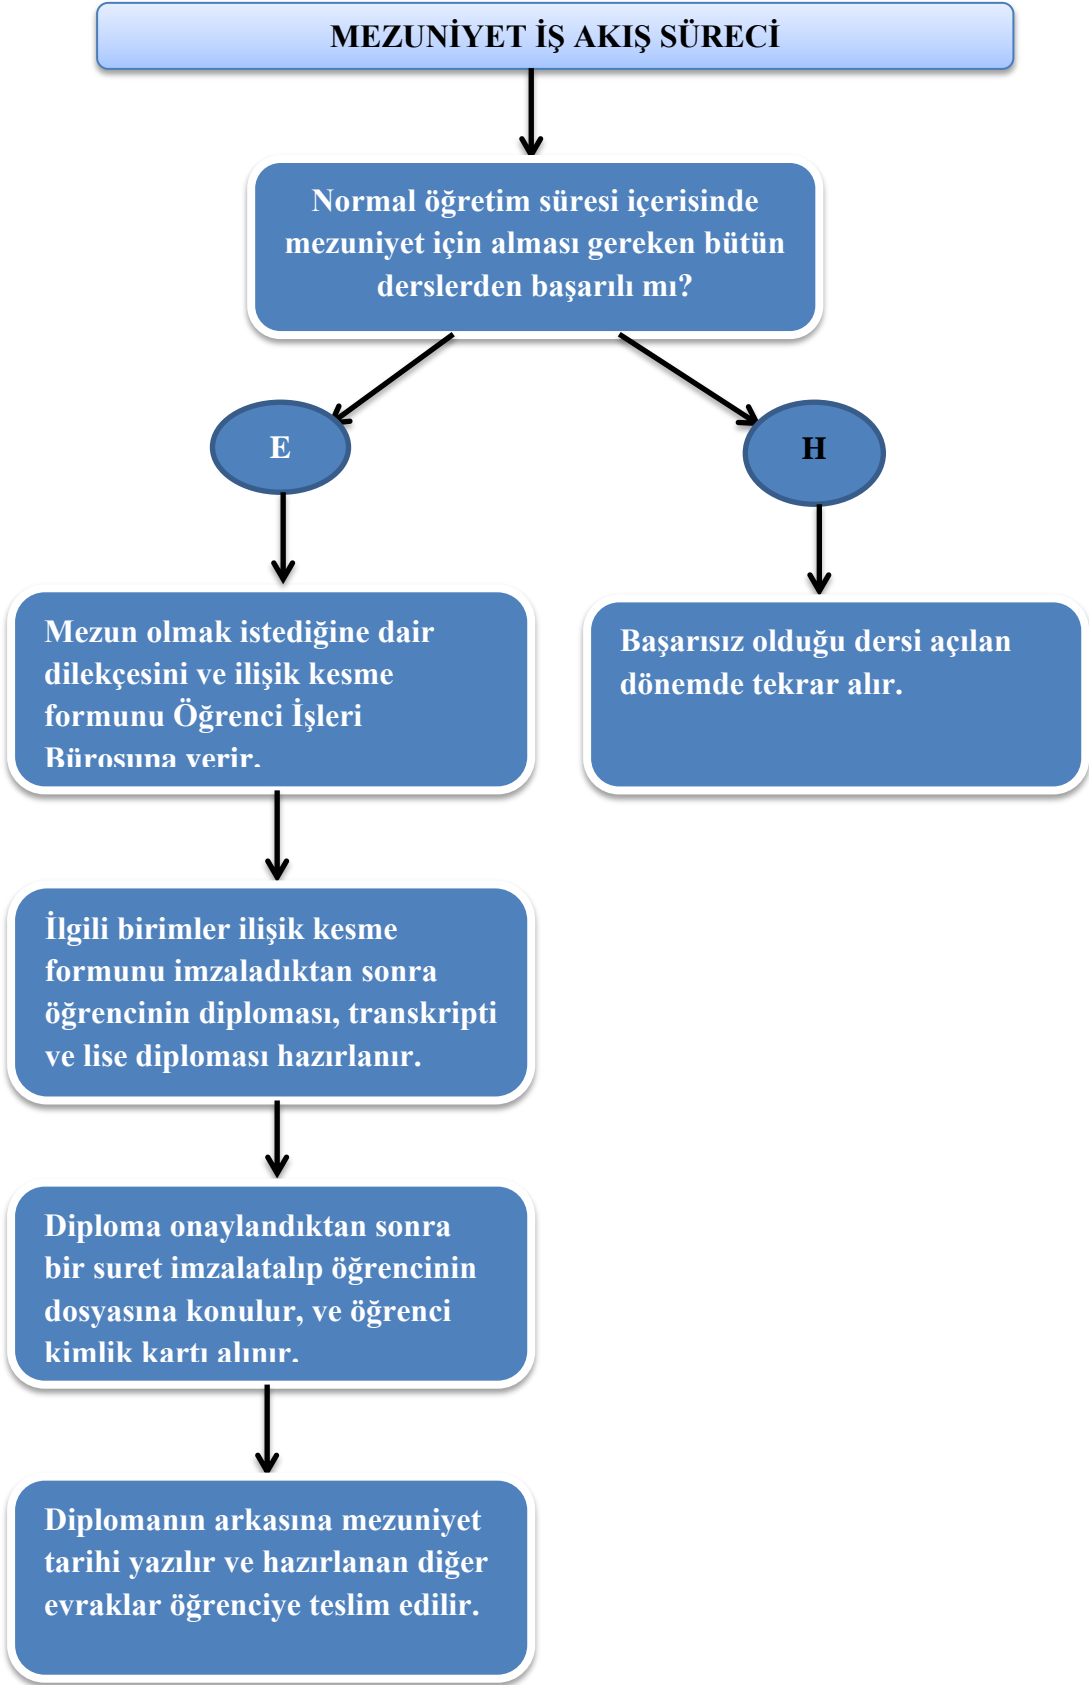 MEZUNİYET İŞ AKIŞ SÜRECİ
Normal öğretim süresi içerisinde
mezuniyet için alması gereken bütün
derslerden başarılı mı?
E
H
Mezun olmak istediğine dair
dilekçesini ve ilişik kesme
formunu Öğrenci İşleri
Bürosuna verir.
Başarısız olduğu dersi açılan
dönemde tekrar alır.
İlgili birimler ilişik kesme
formunu imzaladıktan sonra
öğrencinin diploması, transkripti
ve lise diploması hazırlanır.
Diploma onaylandıktan sonra
bir suret imzalatalıp öğrencinin
dosyasına konulur, ve öğrenci
kimlik kartı alınır.
Diplomanın arkasına mezuniyet
tarihi yazılır ve hazırlanan diğer
evraklar öğrenciye teslim edilir.